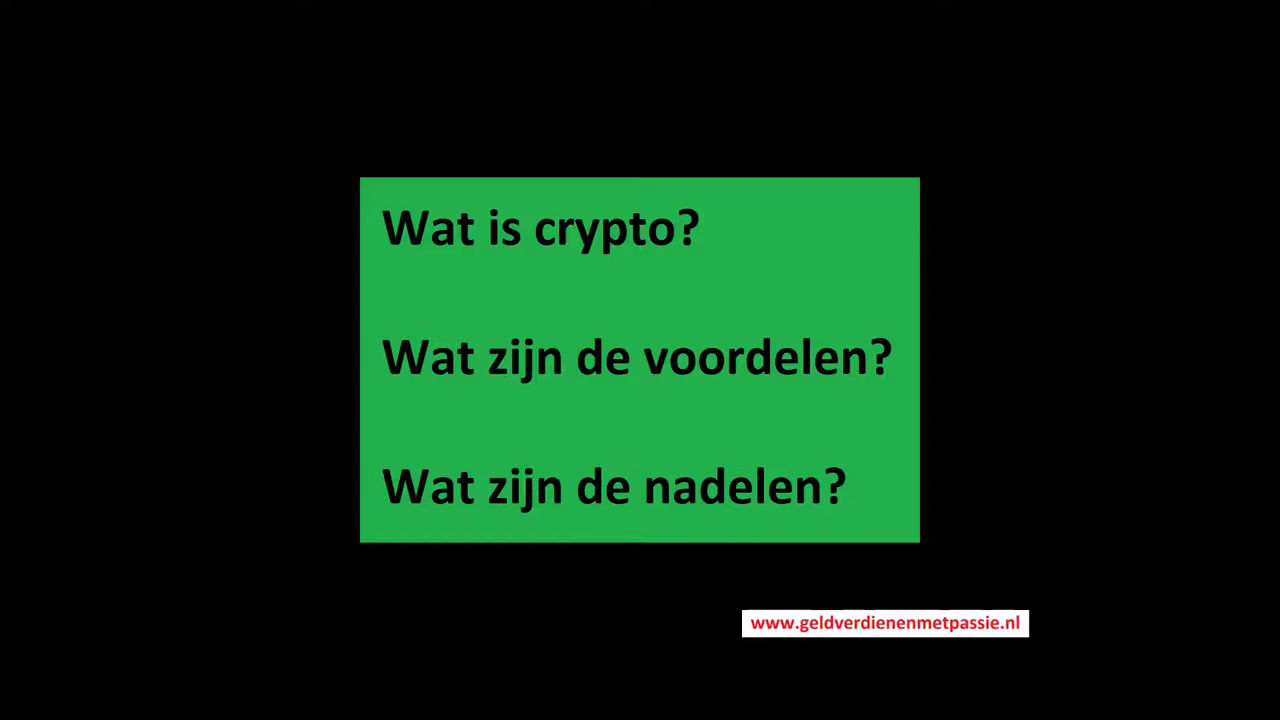 Wat is crypto?
Wat zijn de voordelen?
Wat zijn de nadelen?
www.geldverdienenmetpassie.nl